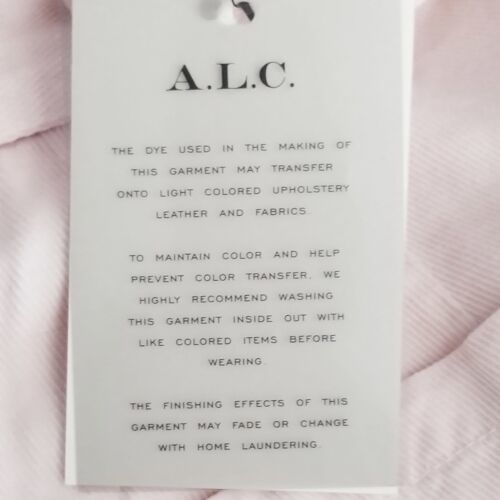 A.L.C.
THE DYE USED IN THE MAKING OF
THIS GARMENT MAY TRANSFER
ONTO LIGHT COLORED UPHOLSTERY
LEATHER AND FABRICS.
TO MAINTAIN COLOR AND HELP
PREVENT COLOR TRANSFER, WE
HIGHLY RECOMMEND WASHING
THIS GARMENT INSIDE OUT WITH
LIKE COLORED ITEMS BEFORE
WEARING.
THE FINISHING EFFECTS OF THIS
GARMENT MAY FADE OR CHANGE
WITH HOME LAUNDERING.